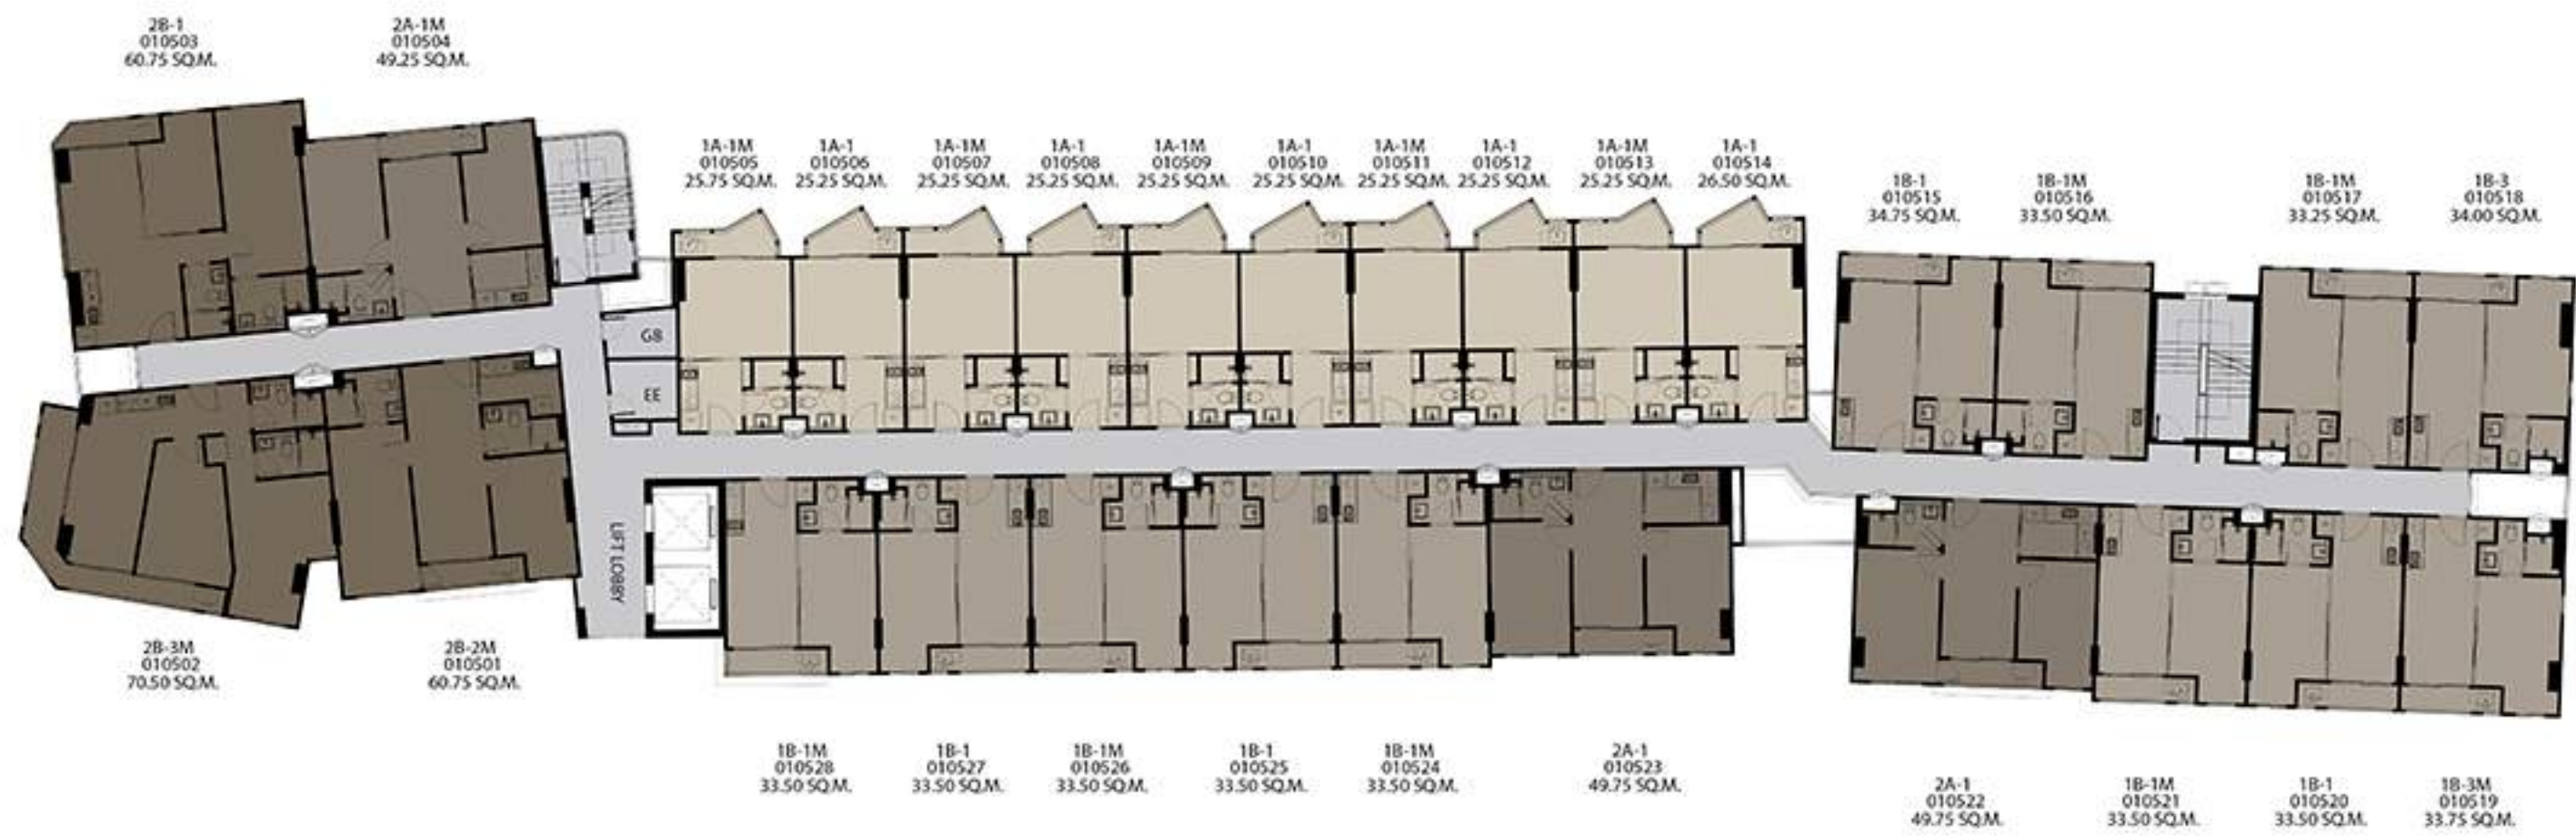 2B-1
010503
60.75 SQ.M.
2A-1M
010504
49.25 SQ.M.
1A-1M
010505
25.75 SQ.M.
1A-1
010506
25.25 SQ.M.
1A-1M
010507
25.25 SQ.M.
1A-1
010508
25.25 SQ.M.
1A-1M
010509
25.25 SQ.M.
1A-1
010510
25.25 SQ.M.
1A-1M
010511
25.25 SQ.M.
1A-1
010512
25.25 SQ.M.
1A-1M
010513
25.25 SQ.M.
1A-1
010514
26.50 SQ.M.
1B-1
010515
34.75 SQ.M.
1B-1M
010516
33.50 SQ.M.
1B-1M
010517
33.25 SQ.M.
1B-3
010518
34.00 SQ.M.
GB
EE
LIFT LOBBY
2B-3M
010502
70.50 SQ.M.
2B-2M
010501
60.75 SQ.M.
1B-1M
010528
33.50 SQ.M.
1B-1
010527
33.50 SQ.M.
1B-1M
010526
33.50 SQ.M.
1B-1
010525
33.50 SQ.M.
1B-1M
010524
33.50 SQ.M.
2A-1
010523
49.75 SQ.M.
2A-1
010522
49.75 SQ.M.
1B-1M
010521
33.50 SQ.M.
1B-1
010520
33.50 SQ.M.
1B-3M
010519
33.75 SQ.M.